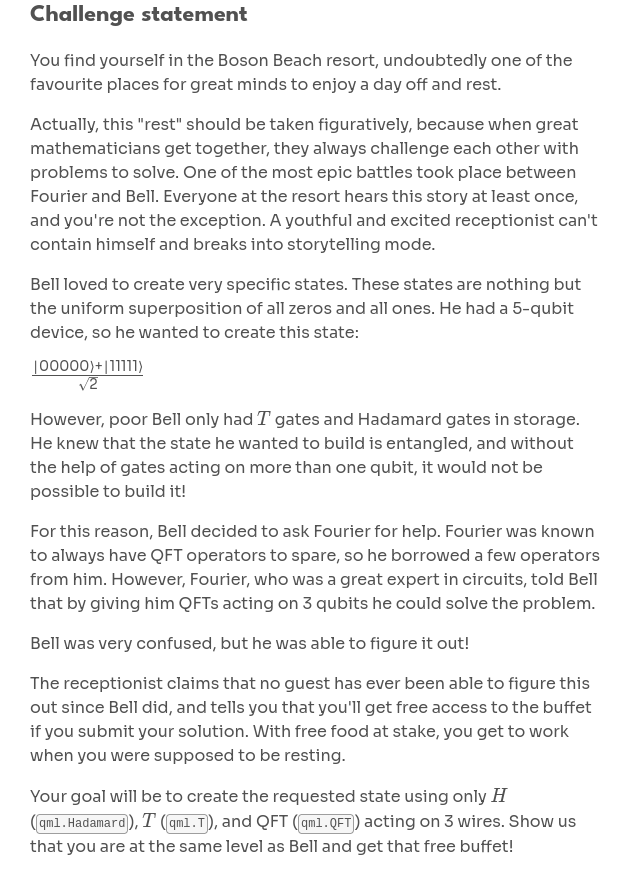 Challenge statement
You find yourself in the Boson Beach resort, undoubtedly one of the
favourite places for great minds to enjoy a day off and rest.
Actually, this "rest" should be taken figuratively, because when great
mathematicians get together, they always challenge each other with
problems to solve. One of the most epic battles took place between
Fourier and Bell. Everyone at the resort hears this story at least once,
and you're not the exception. A youthful and excited receptionist can't
contain himself and breaks into storytelling mode.
Bell loved to create very specific states. These states are nothing but
the uniform superposition of all zeros and all ones. He had a 5-qubit
device, so he wanted to create this state:
|00000⟩+|11111⟩
√2
However, poor Bell only had T gates and Hadamard gates in storage.
He knew that the state he wanted to build is entangled, and without
the help of gates acting on more than one qubit, it would not be
possible to build it!
For this reason, Bell decided to ask Fourier for help. Fourier was known
to always have QFT operators to spare, so he borrowed a few operators
from him. However, Fourier, who was a great expert in circuits, told Bell
that by giving him QFTs acting on 3 qubits he could solve the problem.
Bell was very confused, but he was able to figure it out!
The receptionist claims that no guest has ever been able to figure this
out since Bell did, and tells you that you'll get free access to the buffet
if you submit your solution. With free food at stake, you get to work
when you were supposed to be resting.
Your goal will be to create the requested state using only H
(qml.Hadamard), T (qml.T), and QFT (qml.QFT) acting on 3 wires. Show us
that you are at the same level as Bell and get that free buffet!